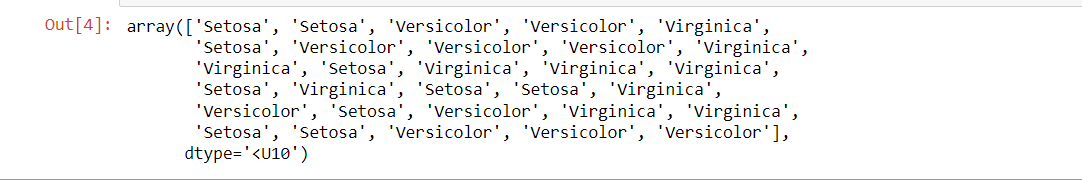 Out[4]: array(['Setosa', 'Setosa', 'Versicolor', 'Versicolor', 'Virginica',
'Setosa', 'Versicolor', 'Versicolor', 'Versicolor', 'Virginica',
'Virginica', 'Setosa', 'Virginica', 'Virginica', 'Virginica',
'Setosa', 'Virginica', 'Setosa', 'Setosa', 'Virginica',
'Versicolor', 'Setosa', 'Versicolor', 'Virginica', 'Virginica',
'Setosa', 'Setosa', 'Versicolor', 'Versicolor', 'Versicolor'],
dtype='<U10')